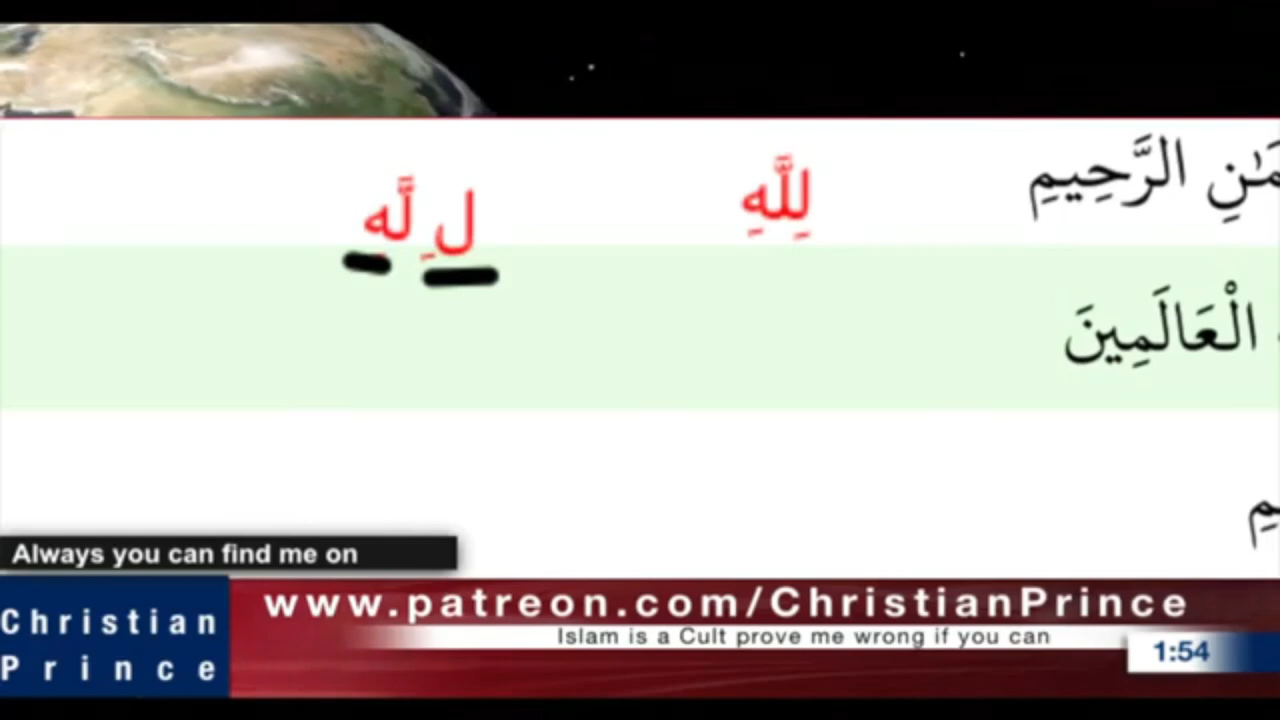 الرَّحِيمِ
لِلَّهِ
ل ِ لَّهِ
الْعَالَمِينَ
Always you can find me on
www.patreon.com/ChristianPrince
Christian
Prince
Islam is a Cult prove me wrong if you can
1:54